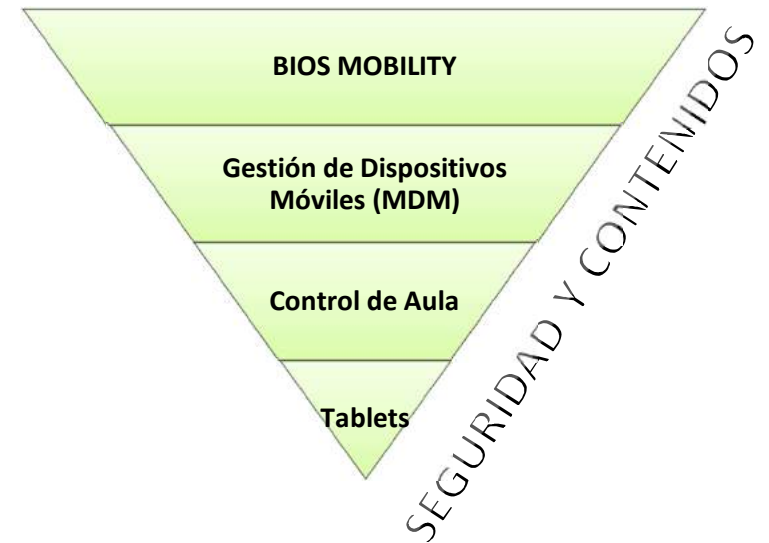 BIOS MOBILITY
Gestión de Dispositivos
Móviles (MDM)
Control de Aula
Tablets
SEGURIDAD Y CONTENIDOS